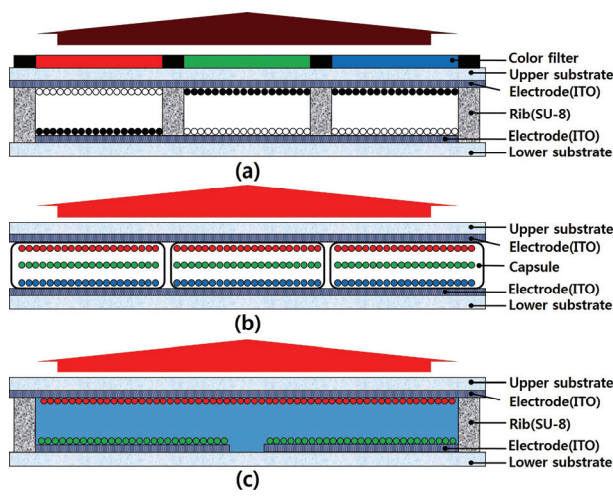 Color filter
Upper substrate
Electrode(ITO)
Rib(SU-8)
Electrode(ITO)
Lower substrate
(a)
Upper substrate
Electrode(ITO)
Capsule
Electrode(ITO)
Lower substrate
(b)
Upper substrate
Electrode(ITO)
Rib(SU-8)
Electrode(ITO)
Lower substrate
(c)